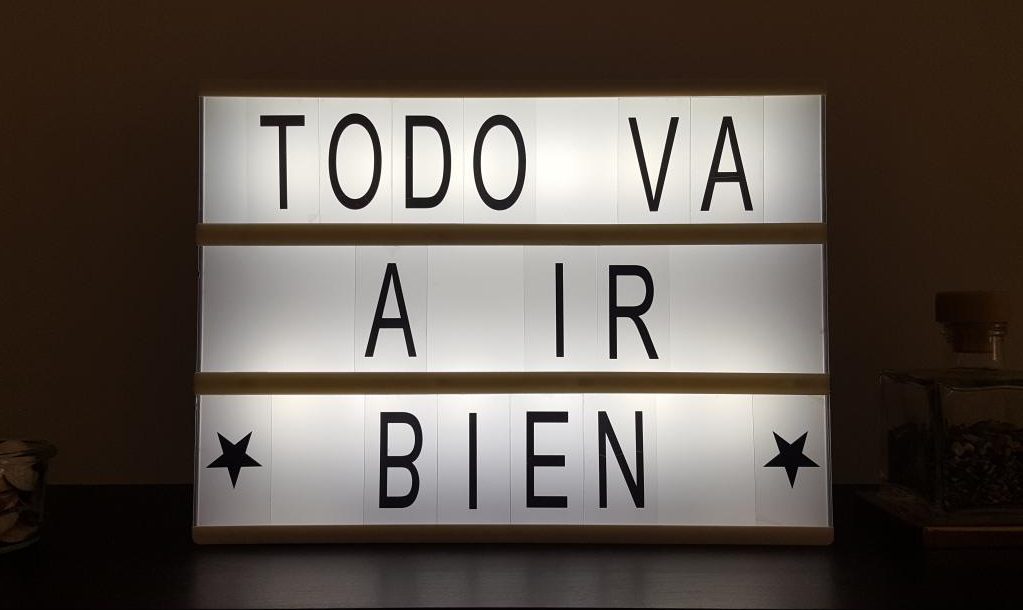 TODO VA
A IR
★ BIEN ★